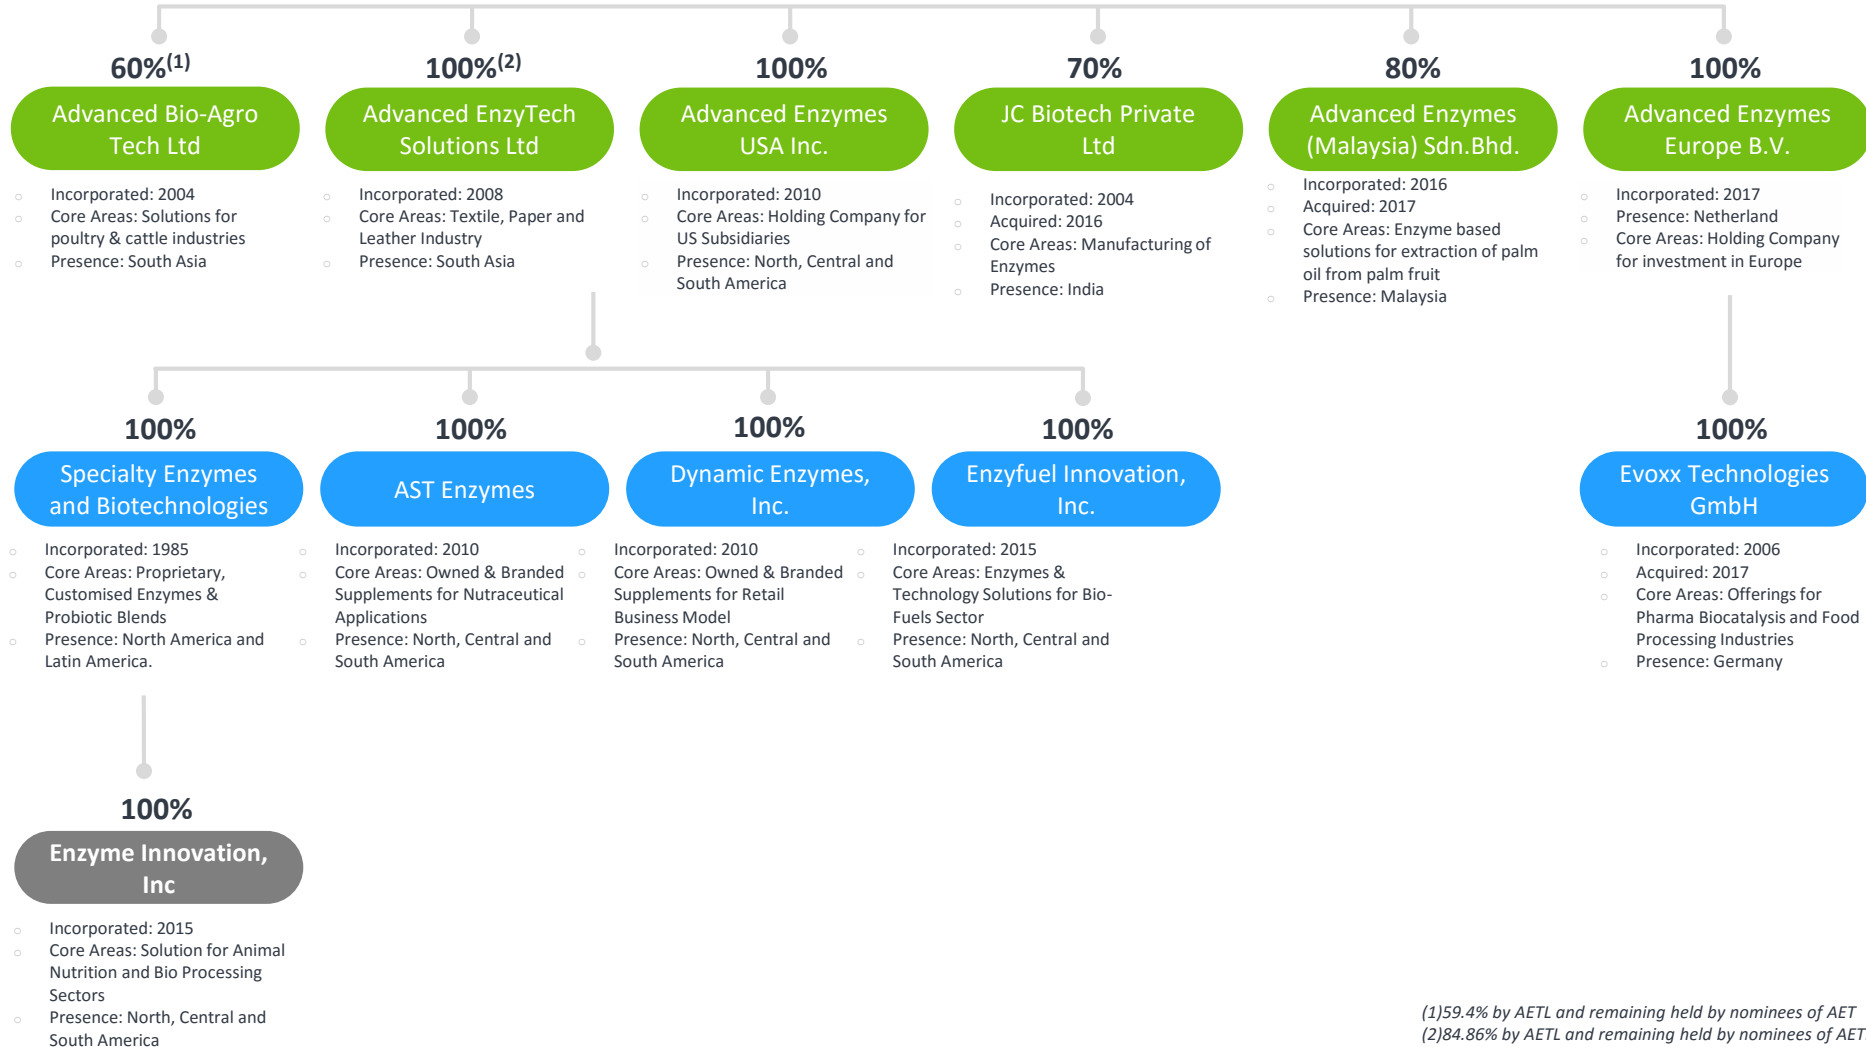 60%(1)
Advanced Bio-Agro
Tech Ltd
Incorporated: 2004
Core Areas: Solutions for
poultry & cattle industries
Presence: South Asia
100%(2)
Advanced EnzyTech
Solutions Ltd
Incorporated: 2008
Core Areas: Textile, Paper and
Leather Industry
Presence: South Asia
100%
Advanced Enzymes
USA Inc.
Incorporated: 2010
Core Areas: Holding Company for
US Subsidiaries
Presence: North, Central and
South America
70%
JC Biotech Private
Ltd
Incorporated: 2004
Acquired: 2016
Core Areas: Manufacturing of
Enzymes
Presence: India
80%
Advanced Enzymes
(Malaysia) Sdn.Bhd.
Incorporated: 2016
Acquired: 2017
Core Areas: Enzyme based
solutions for extraction of palm
oil from palm fruit
Presence: Malaysia
100%
Advanced Enzymes
Europe B.V.
Incorporated: 2017
Presence: Netherland
Core Areas: Holding Company
for investment in Europe
100%
Specialty Enzymes
and Biotechnologies
Incorporated: 1985
Core Areas: Proprietary,
Customised Enzymes &
Probiotic Blends
Presence: North America and
Latin America.
100%
AST Enzymes
Incorporated: 2010
Core Areas: Owned & Branded
Supplements for Nutraceutical
Applications
Presence: North, Central and
South America
100%
Dynamic Enzymes,
Inc.
Incorporated: 2010
Core Areas: Owned & Branded
Supplements for Retail
Business Model
Presence: North, Central and
South America
100%
Enzyfuel Innovation,
Inc.
Incorporated: 2015
Core Areas: Enzymes &
Technology Solutions for Bio-
Fuels Sector
Presence: North, Central and
South America
100%
Evoxx Technologies
GmbH
Incorporated: 2006
Acquired: 2017
Core Areas: Offerings for
Pharma Biocatalysis and Food
Processing Industries
Presence: Germany
100%
Enzyme Innovation,
Inc
Incorporated: 2015
Core Areas: Solution for Animal
Nutrition and Bio Processing
Sectors
Presence: North, Central and
South America
(1)59.4% by AETL and remaining held by nominees of AET
(2)84.86% by AETL and remaining held by nominees of AET